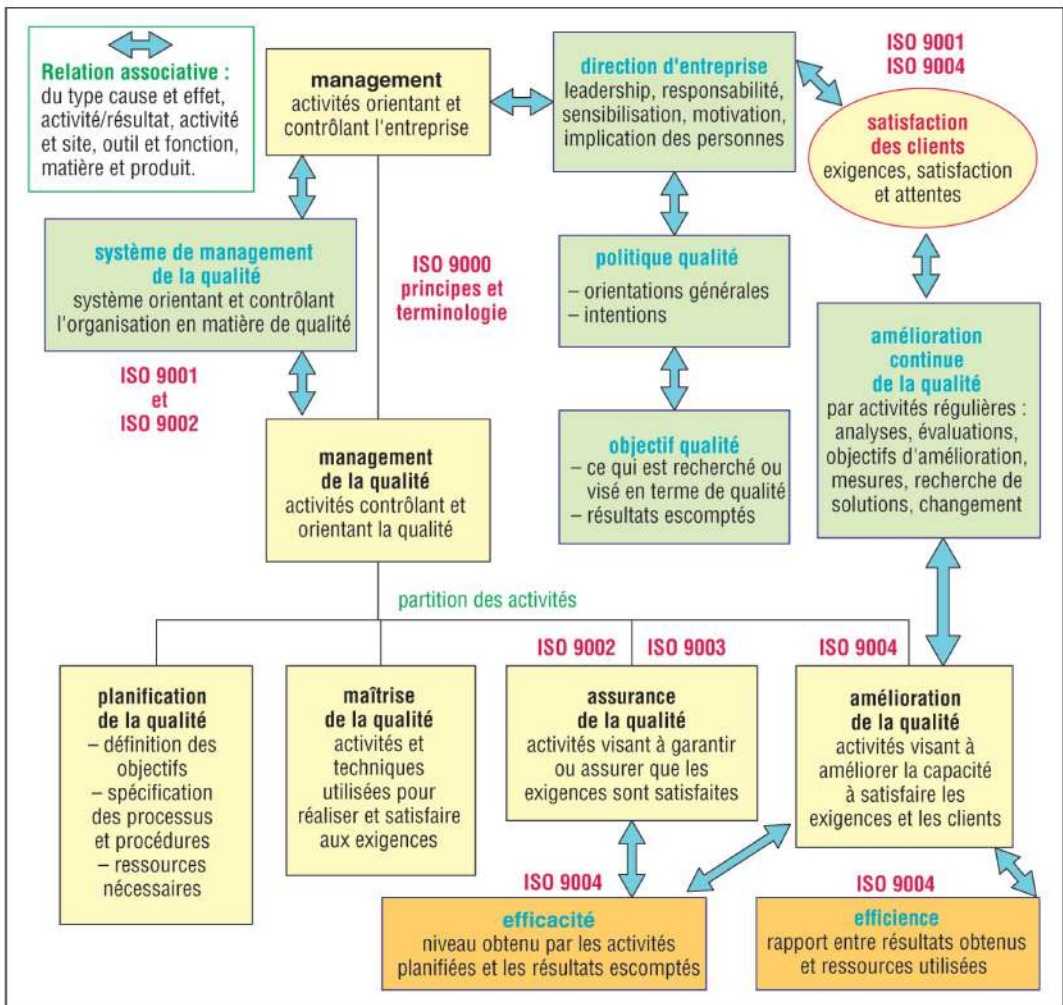 Relation associative :
du type cause et effet,
activité/résultat, activité
et site, outil et fonction,
matière et produit.
management
activités orientant et
contrôlant l'entreprise
direction d'entreprise
leadership, responsabilité,
sensibilisation, motivation,
implication des personnes
ISO 9001
ISO 9004
satisfaction
des clients
exigences, satisfaction
et attentes
système de management
de la qualité
système orientant et contrôlant
l'organisation en matière de qualité
ISO 9000
principes et
terminologie
politique qualité
– orientations générales
– intentions
amélioration
continue
de la qualité
par activités régulières :
analyses, évaluations,
objectifs d'amélioration,
mesures, recherche de
solutions, changement
ISO 9001
et
ISO 9002
management
de la qualité
activités contrôlant et
orientant la qualité
objectif qualité
– ce qui est recherché ou
visé en terme de qualité
– résultats escomptés
partition des activités
ISO 9002
ISO 9003
ISO 9004
planification
de la qualité
– définition des
objectifs
– spécification
des processus
et procédures
– ressources
nécessaires
maîtrise
de la qualité
activités et
techniques
utilisées pour
réaliser et satisfaire
aux exigences
assurance
de la qualité
activités visant à garantir
ou assurer que les
exigences sont satisfaites
amélioration
de la qualité
activités visant à
améliorer la capacité
à satisfaire les
exigences et les clients
ISO 9004
efficacité
niveau obtenu par les activités
planifiées et les résultats escomptés
ISO 9004
efficience
rapport entre résultats obtenus
et ressources utilisées